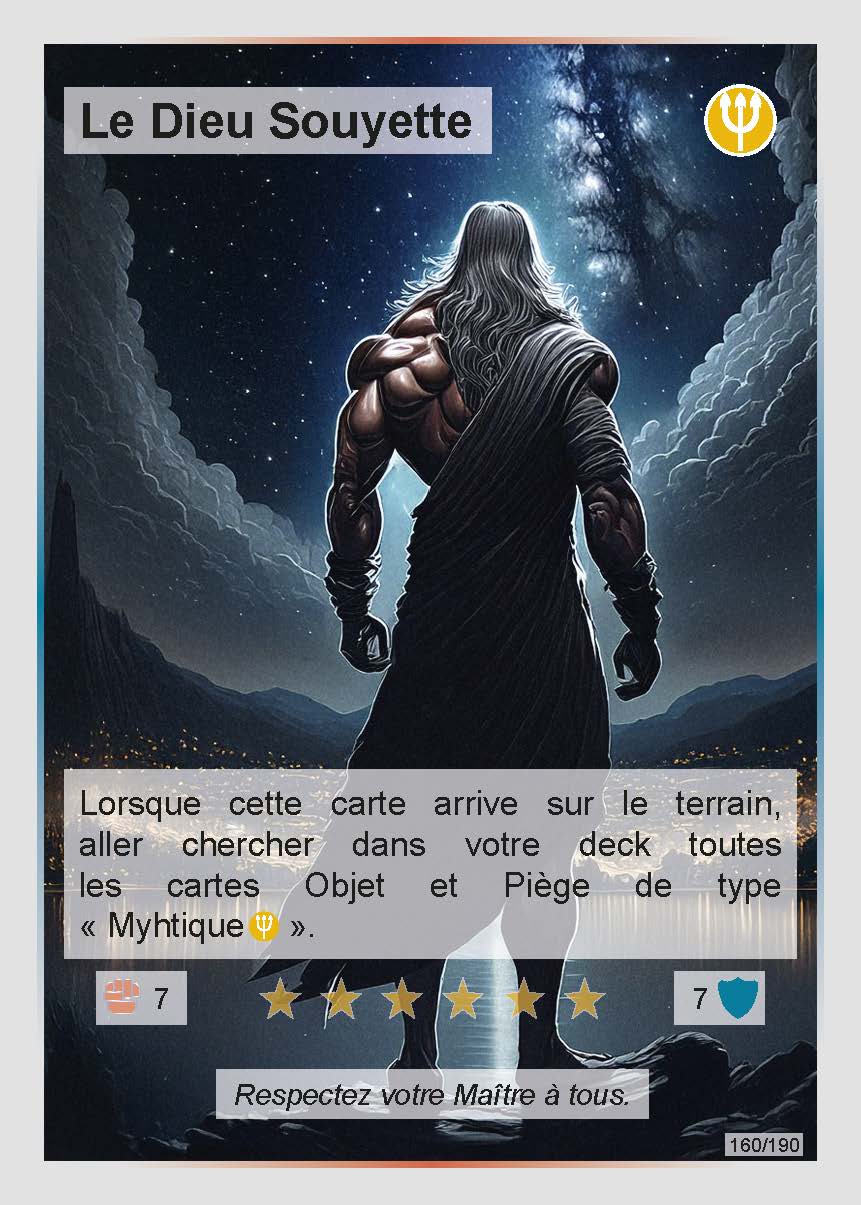 Le Dieu Souyette
Lorsque cette carte arrive sur le terrain,
aller chercher dans votre deck toutes
les cartes Objet et Piège de type
« Myhtique ».
7
7
Respectez votre Maître à tous.
160/190